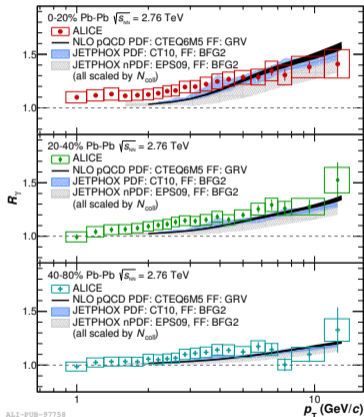 0-20% Pb-Pb √sNN = 2.76 TeV
ALICE
NLO pQCD PDF: CTEQ6M5 FF: GRV
JETPHOX PDF: CT10, FF: BFG2
JETPHOX nPDF: EPS09, FF: BFG2
(all scaled by Ncoll)
1.5
1.0
20-40% Pb-Pb √sNN = 2.76 TeV
ALICE
NLO pQCD PDF: CTEQ6M5 FF: GRV
JETPHOX PDF: CT10, FF: BFG2
JETPHOX nPDF: EPS09, FF: BFG2
(all scaled by Ncoll)
Rγ
1.5
1.0
40-80% Pb-Pb √sNN = 2.76 TeV
ALICE
NLO pQCD PDF: CTEQ6M5 FF: GRV
JETPHOX PDF: CT10, FF: BFG2
JETPHOX nPDF: EPS09, FF: BFG2
(all scaled by Ncoll)
1.5
1.0
1 10
pT (GeV/c)
ALI-PUB-97758